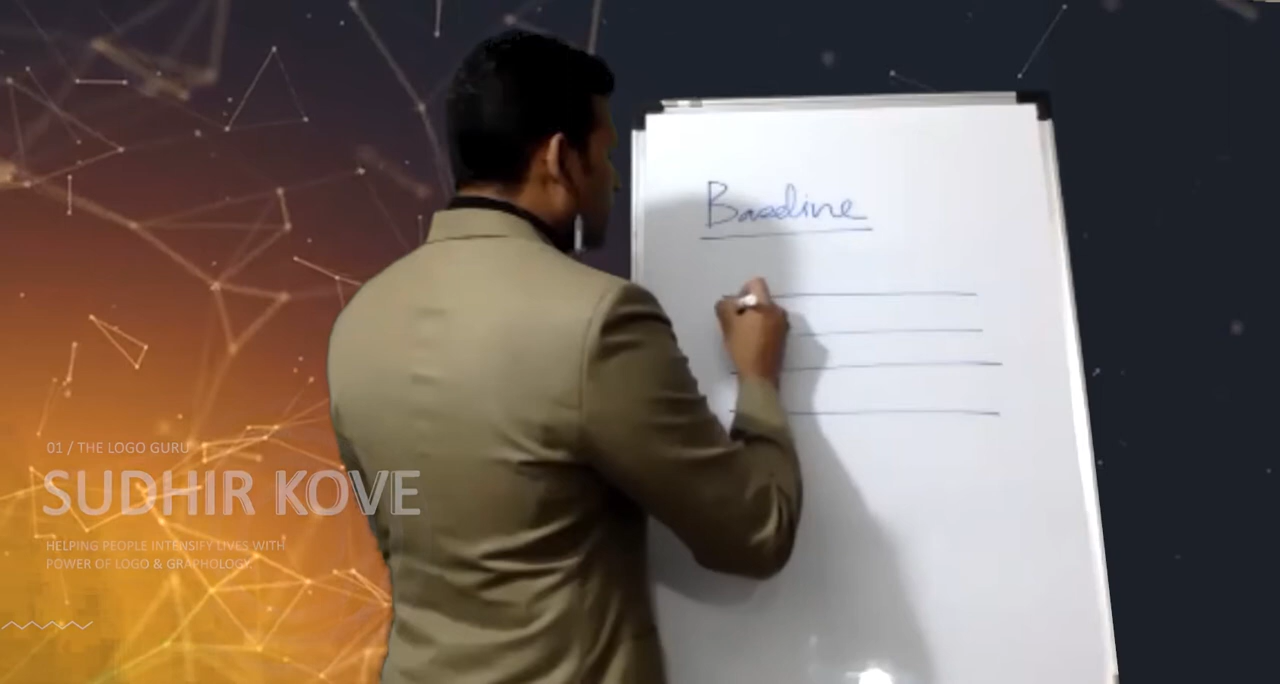 Baseline
01 / THE LOGO GURU
SUDHIR KOVE
HELPING PEOPLE INTENSIFY LIVES WITH
POWER OF LOGO & GRAPHOLOGY.